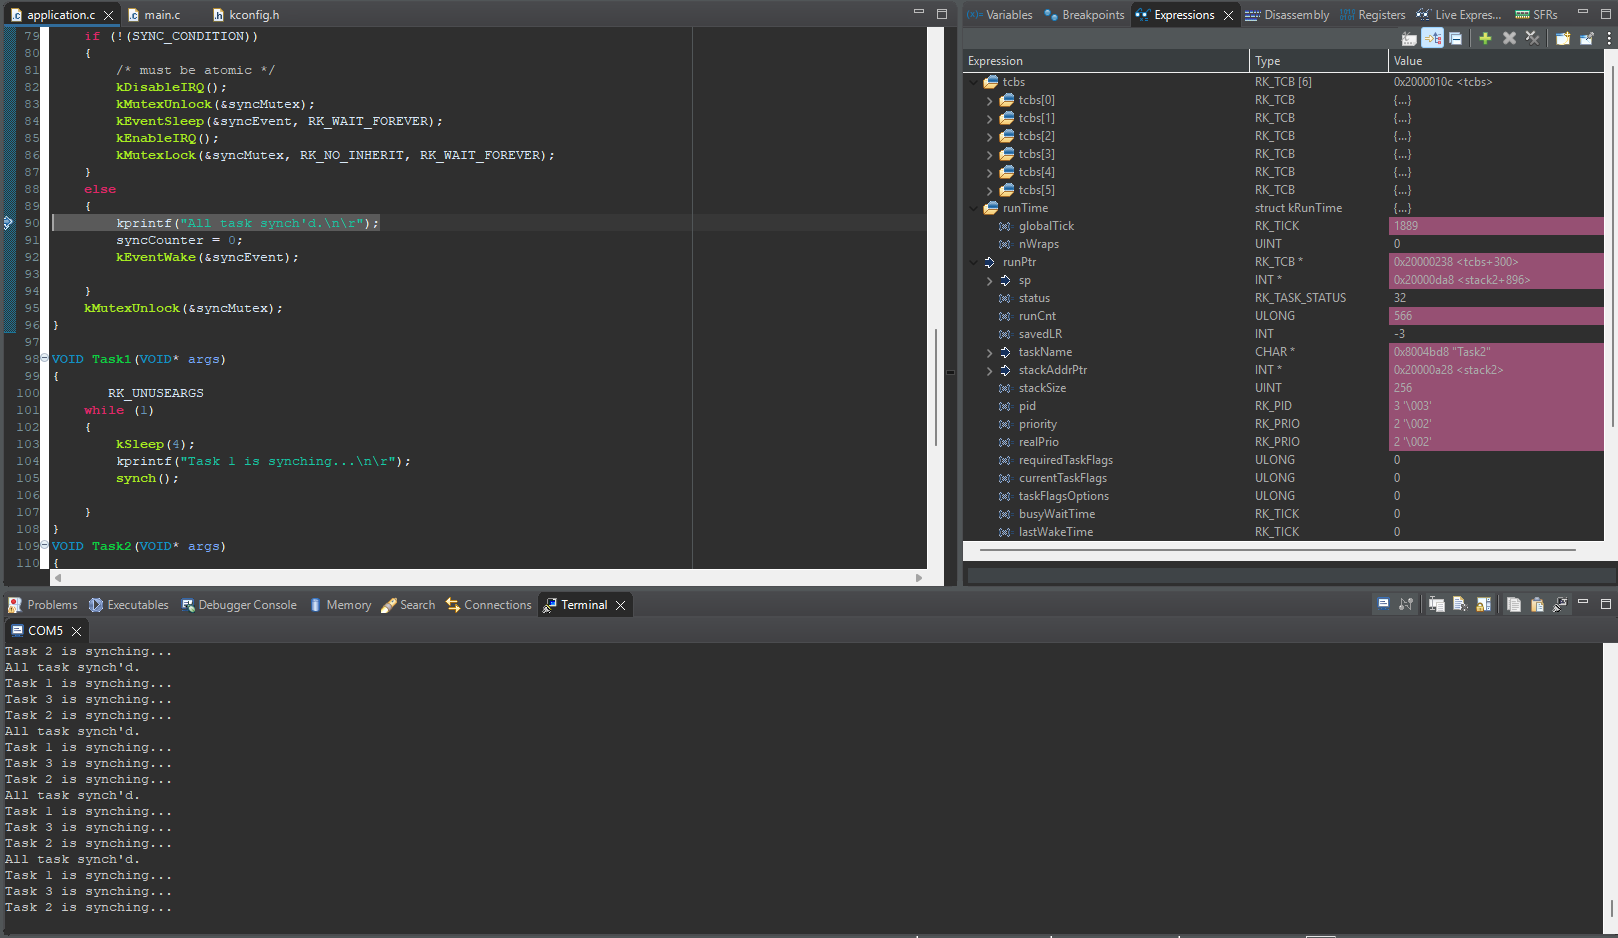 application.c
main.c
kconfig.h
79 if (!(SYNC_CONDITION))
80 {
81 /* must be atomic */
82 kDisableIRQ();
83 kMutexUnlock(&syncMutex);
84 kEventSleep(&syncEvent, RK_WAIT_FOREVER);
85 kEnableIRQ();
86 kMutexLock(&syncMutex, RK_NO_INHERIT, RK_WAIT_FOREVER);
87 }
88 else
89 {
90 kprintf("All task synch'd.\n\r");
91 syncCounter = 0;
92 kEventWake(&syncEvent);
93
94 }
95 kMutexUnlock(&syncMutex);
96 }
97
98 VOID Task1(VOID* args)
99 {
100 RK_UNUSEARGS
101 while (1)
102 {
103 kSleep(4);
104 kprintf("Task 1 is synching...\n\r");
105 synch();
106
107 }
108 }
109 VOID Task2(VOID* args)
110 {
Variables
Breakpoints
Expressions
Disassembly
Registers
Live Expres...
SFRs
Expression Type Value
tcbs RK_TCB [6] 0x2000010c <tcbs>
tcbs[0] RK_TCB {...}
tcbs[1] RK_TCB {...}
tcbs[2] RK_TCB {...}
tcbs[3] RK_TCB {...}
tcbs[4] RK_TCB {...}
tcbs[5] RK_TCB {...}
runTime struct kRunTime {...}
globalTick RK_TICK 1889
nWraps UINT 0
runPtr RK_TCB * 0x20000238 <tcbs+300>
sp INT * 0x20000da8 <stack2+896>
status RK_TASK_STATUS 32
runCnt ULONG 566
savedLR INT -3
taskName CHAR * 0x8004bd8 "Task2"
stackAddrPtr INT * 0x20000a28 <stack2>
stackSize UINT 256
pid RK_PID 3 '\003'
priority RK_PRIO 2 '\002'
realPrio RK_PRIO 2 '\002'
requiredTaskFlags ULONG 0
currentTaskFlags ULONG 0
taskFlagsOptions ULONG 0
busyWaitTime RK_TICK 0
lastWakeTime RK_TICK 0
Problems
Executables
Debugger Console
Memory
Search
Connections
Terminal
COM5
Task 2 is synching...
All task synch'd.
Task 1 is synching...
Task 3 is synching...
Task 2 is synching...
All task synch'd.
Task 1 is synching...
Task 3 is synching...
Task 2 is synching...
All task synch'd.
Task 1 is synching...
Task 3 is synching...
Task 2 is synching...
All task synch'd.
Task 1 is synching...
Task 3 is synching...
Task 2 is synching...